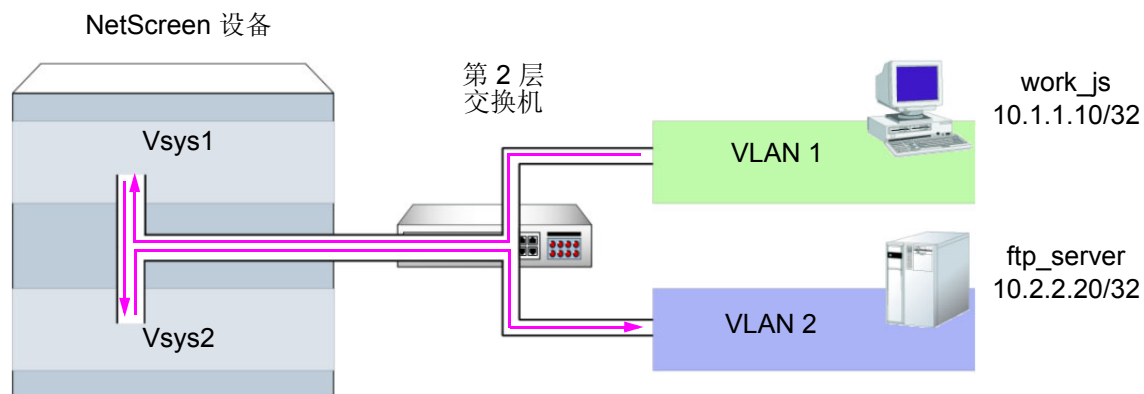 NetScreen 设备
第 2 层
交换机
work_js
10.1.1.10/32
Vsys1
VLAN 1
ftp_server
10.2.2.20/32
VLAN 2
Vsys2